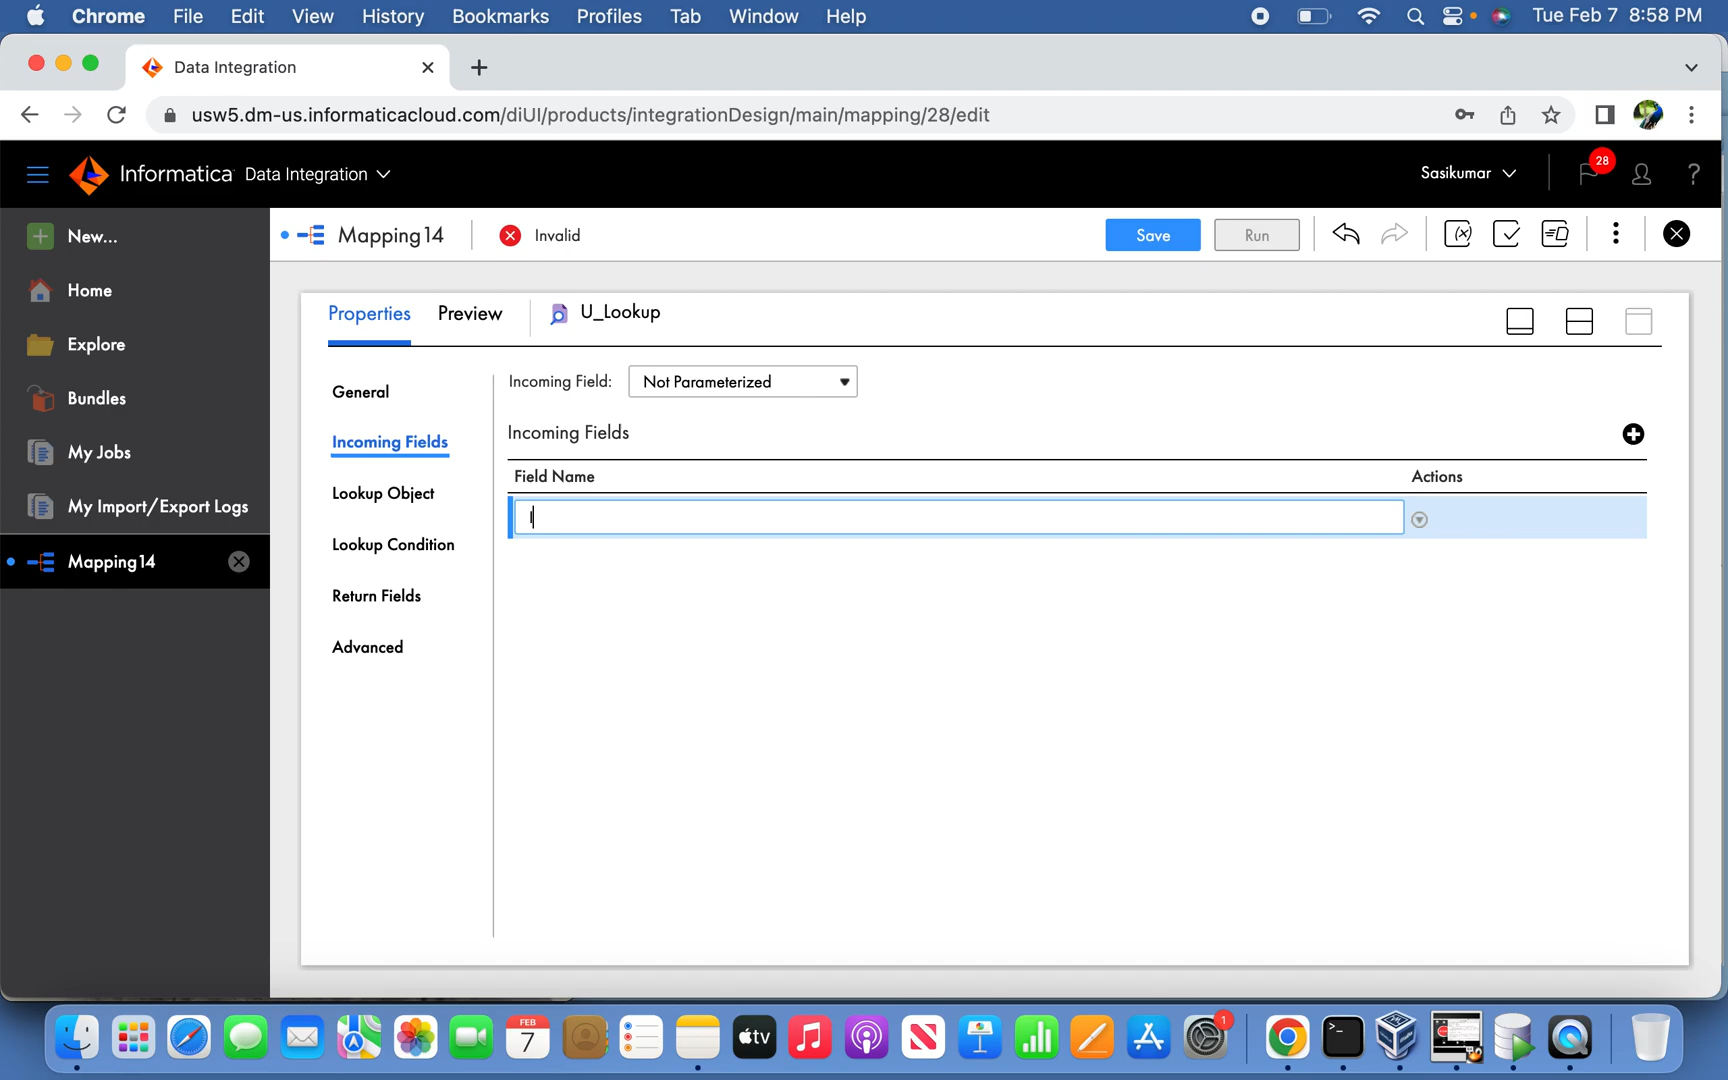 Chrome File Edit View History Bookmarks Profiles Tab Window Help Tue Feb 7 8:58 PM
Data Integration
usw5.dm-us.informaticacloud.com/diUI/products/integrationDesign/main/mapping/28/edit
Informatica Data Integration Sasikumar 28 ?
New... Mapping14 Invalid Save Run
Home
Properties Preview U_Lookup
Explore
General Incoming Field: Not Parameterized
Bundles
Incoming Fields Incoming Fields
My Jobs
Field Name Actions
Lookup Object
My Import/Export Logs
I
Lookup Condition
Mapping14
Return Fields
Advanced
FEB
7
tv
1